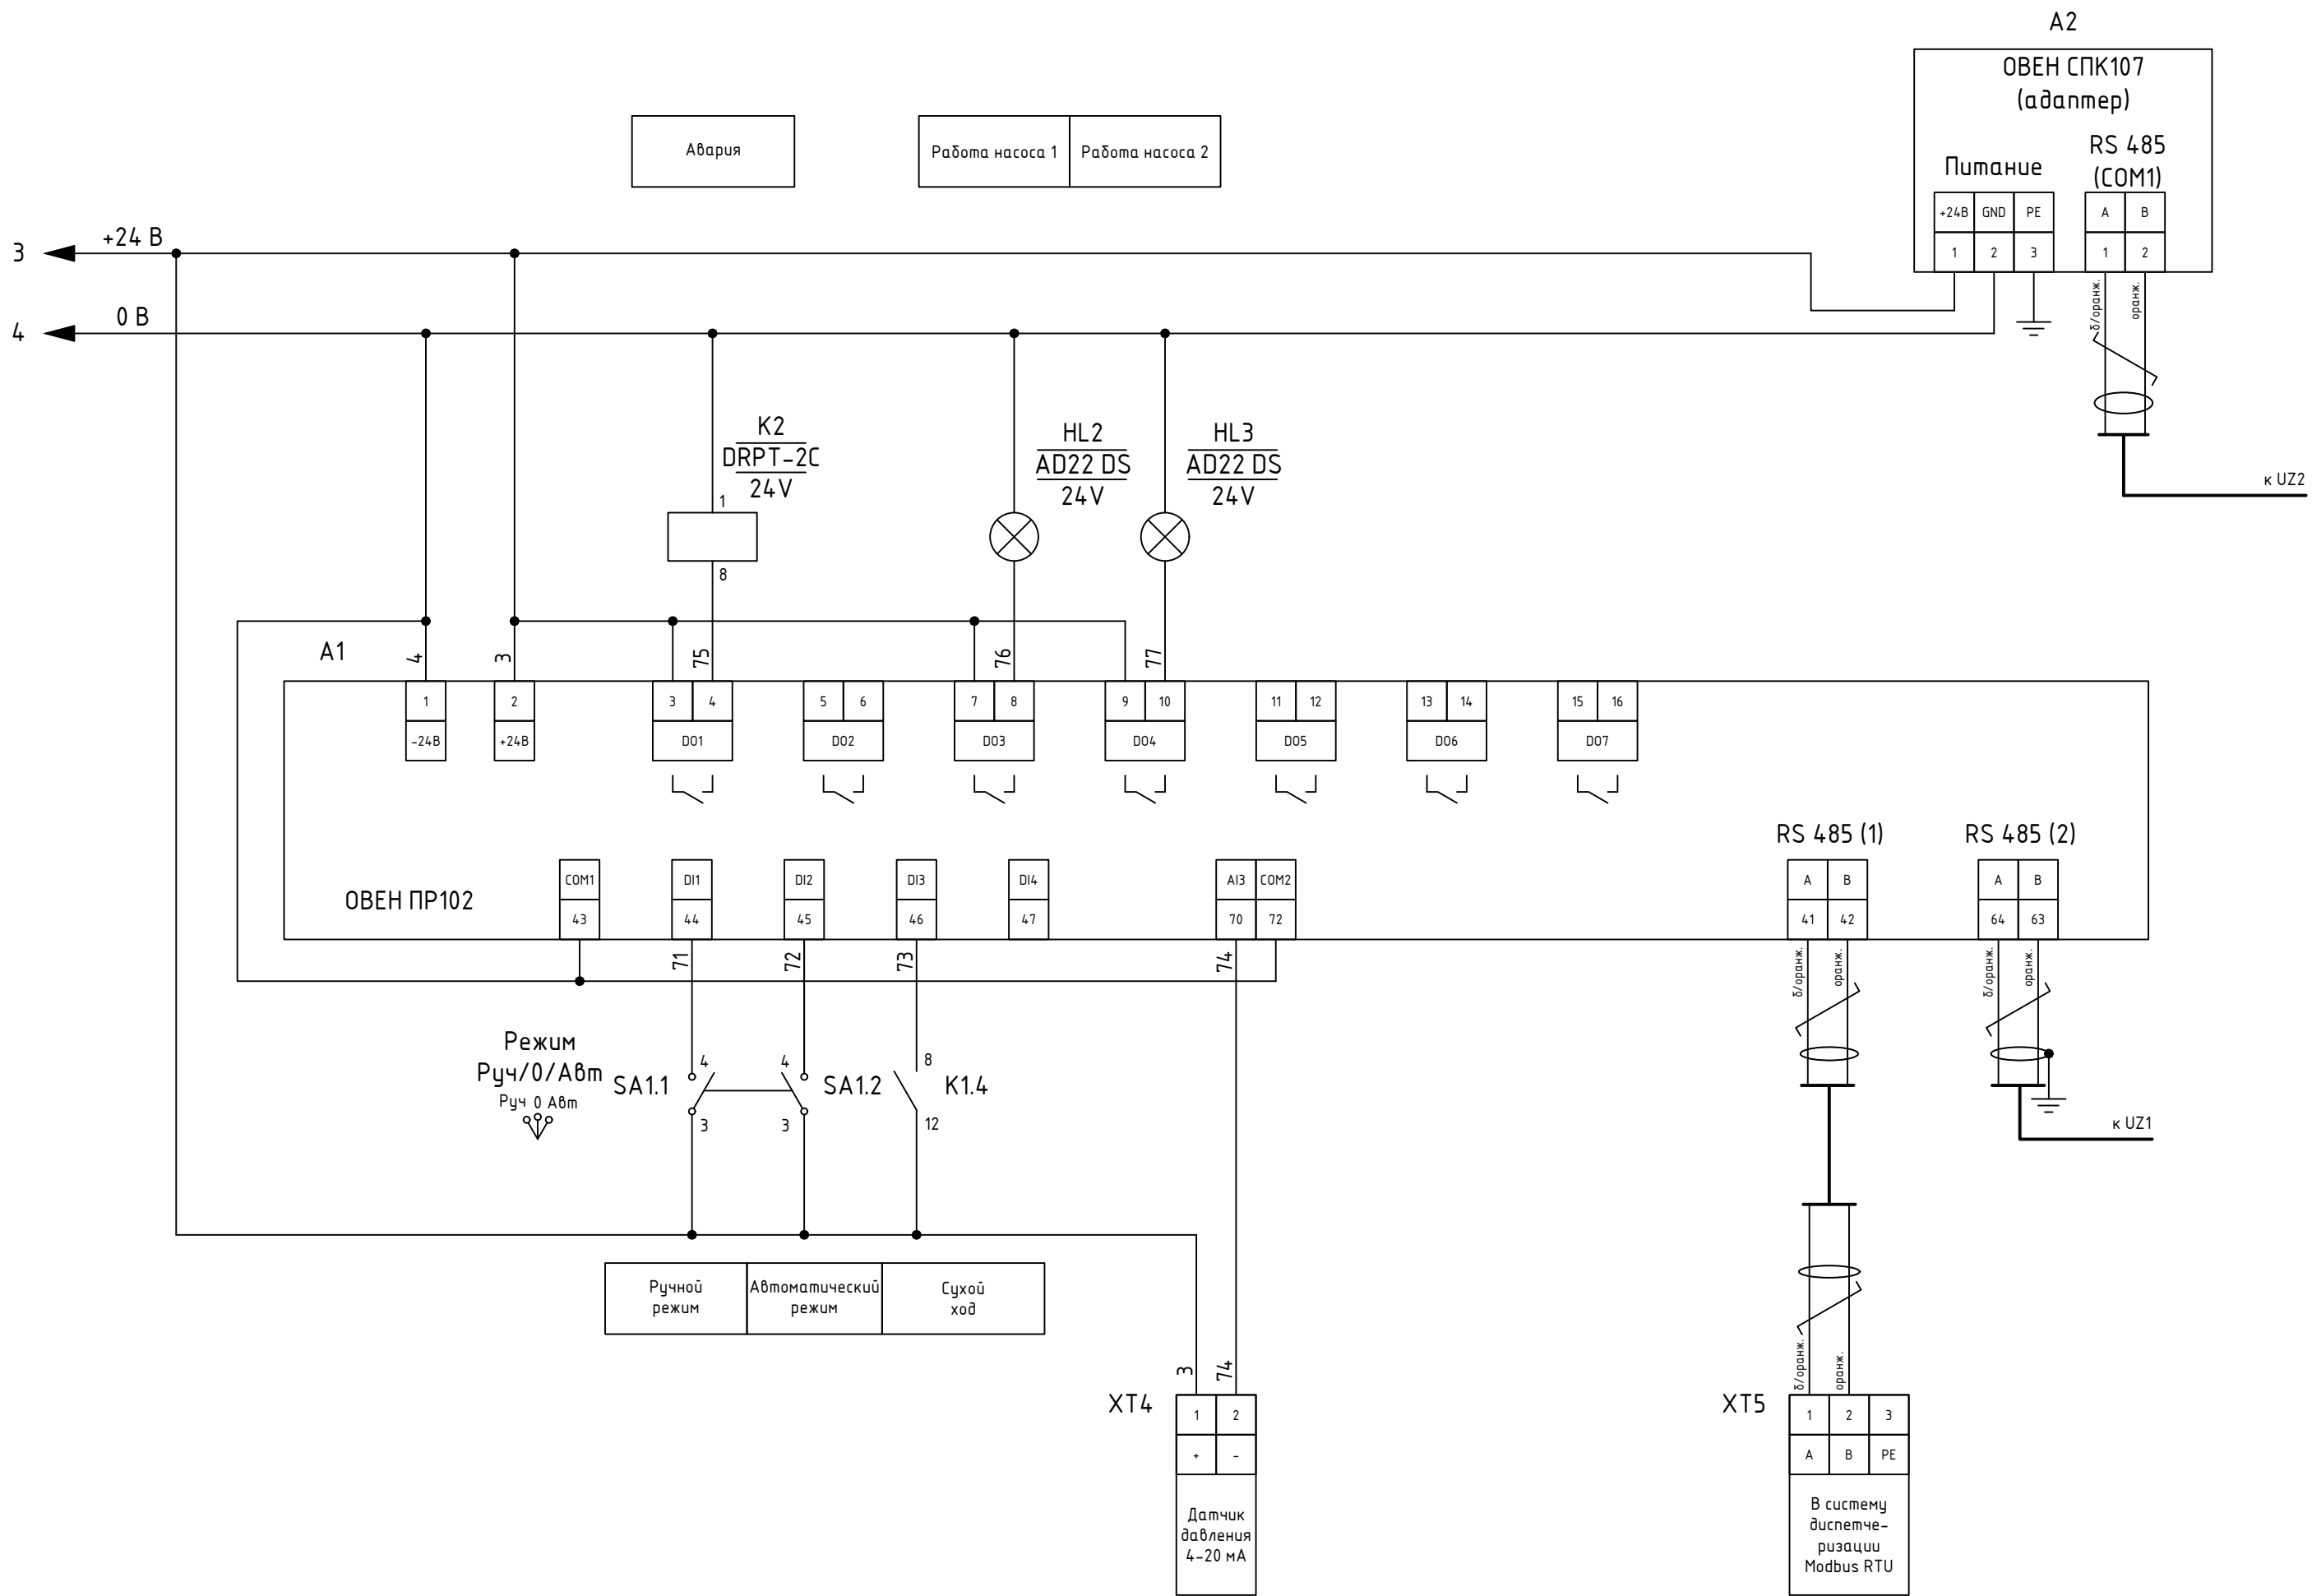 A2
ОВЕН СПК107
(адаптер)
RS 485
(COM1)
Питание
+24В GND PE A B
1 2 3 1 2
Авария
Работа насоса 1 Работа насоса 2
3 +24 В
4 0 В
б/оранж. оранж.
к UZ2
K2
DRPT-2C
24V
1
8
HL2
AD22 DS
24V
HL3
AD22 DS
24V
A1
4 3 75 76 77
1 2 3 4 5 6 7 8 9 10 11 12 13 14 15 16
-24В +24В DO1 DO2 DO3 DO4 DO5 DO6 DO7
RS 485 (1) RS 485 (2)
ОВЕН ПР102
COM1 DI1 DI2 DI3 DI4 AI3 COM2 A B A B
43 44 45 46 47 70 72 41 42 64 63
71 72 73 74
б/оранж. оранж. б/оранж. оранж.
Режим
Руч/0/Авт
Руч 0 Авт
SA1.1 4 3
4 3 SA1.2
8 12 K1.4
к UZ1
Ручной
режим
Автоматический
режим
Сухой
ход
3 74
XT4
1 2
+ -
Датчик
давления
4-20 мА
б/оранж. оранж.
XT5
1 2 3
A B PE
В систему
диспетче-
ризации
Modbus RTU